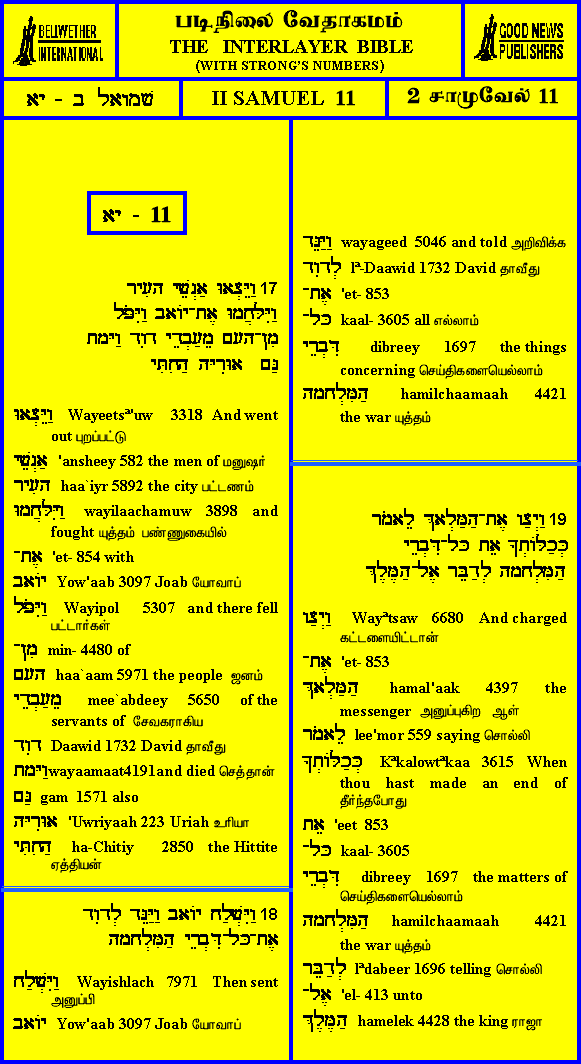 BELLWETHER
INTERNATIONAL
படிநிலை வேதாகமம்
THE INTERLAYER BIBLE
(WITH STRONG'S NUMBERS)
GOOD NEWS
PUBLISHERS
שמואל ב - יא
II SAMUEL 11
2 சாமுவேல் 11
יא - 11
17 וַיֵּצְאוּ אַנְשֵׁי הָעִיר
וַיִּלָּחֲמוּ אֶת־יוֹאָב וַיִּפֹּל
מִן־הָעָם מֵעַבְדֵי דָוִד וַיָּמָת
גַּם אוּרִיָּה הַחִתִּי
וַיֵּצְאוּ Wayeetsª'uw 3318 And went
out புறப்பட்டு
אַנְשֵׁי 'ansheey 582 the men of மனுஷர்
הָעִיר haa`iyr 5892 the city பட்டணம்
וַיִּלָּחֲמוּ wayilaachamuw 3898 and
fought யுத்தம் பண்ணுகையில்
אֶת־ 'et- 854 with
יוֹאָב Yow'aab 3097 Joab யோவாப்
וַיִּפֹּל Wayipol 5307 and there fell
பட்டார்கள்
מִן־ min- 4480 of
הָעָם haa`aam 5971 the people ஜனம்
מֵעַבְדֵי mee`abdeey 5650 of the
servants of சேவகராகிய
דָוִד Daawid 1732 David தாவீது
וַיָּמָת wayaamaat4191and died செத்தான்
גַּם gam 1571 also
אוּרִיָּה 'Uwriyaah 223 Uriah உரியா
הַחִתִּי ha-Chitiy 2850 the Hittite
ஏத்தியன்
18 וַיִּשְׁלַח יוֹאָב וַיַּגֵּד לְדָוִד
אֶת־כָּל־דִּבְרֵי הַמִּלְחָמָה
וַיִּשְׁלַח Wayishlach 7971 Then sent
அனுப்பி
יוֹאָב Yow'aab 3097 Joab யோவாப்
וַיַּגֵּד wayageed 5046 and told அறிவிக்க
לְדָוִד lª-Daawid 1732 David தாவீது
אֶת־ 'et- 853
כָּל־ kaal- 3605 all எல்லாம்
דִּבְרֵי dibreey 1697 the things
concerning செய்திகளையெல்லாம்
הַמִּלְחָמָה hamilchaamaah 4421
the war யுத்தம்
19 וַיְצַו אֶת־הַמַּלְאָךְ לֵאמֹר
כְּכַלּוֹתְךָ אֵת כָּל־דִּבְרֵי
הַמִּלְחָמָה לְדַבֵּר אֶל־הַמֶּלֶךְ
וַיְצַו Wayªtsaw 6680 And charged
கட்டளையிட்டான்
אֶת־ 'et- 853
הַמַּלְאָךְ hamal'aak 4397 the
messenger அனுப்புகிற ஆள்
לֵאמֹר lee'mor 559 saying சொல்லி
כְּכַלּוֹתְךָ Kªkalowtªkaa 3615 When
thou hast made an end of
தீர்ந்தபோது
אֵת 'eet 853
כָּל־ kaal- 3605
דִּבְרֵי dibreey 1697 the matters of
செய்திகளையெல்லாம்
הַמִּלְחָמָה hamilchaamaah 4421
the war யுத்தம்
לְדַבֵּר lªdabeer 1696 telling சொல்லி
אֶל־ 'el- 413 unto
הַמֶּלֶךְ hamelek 4428 the king ராஜா